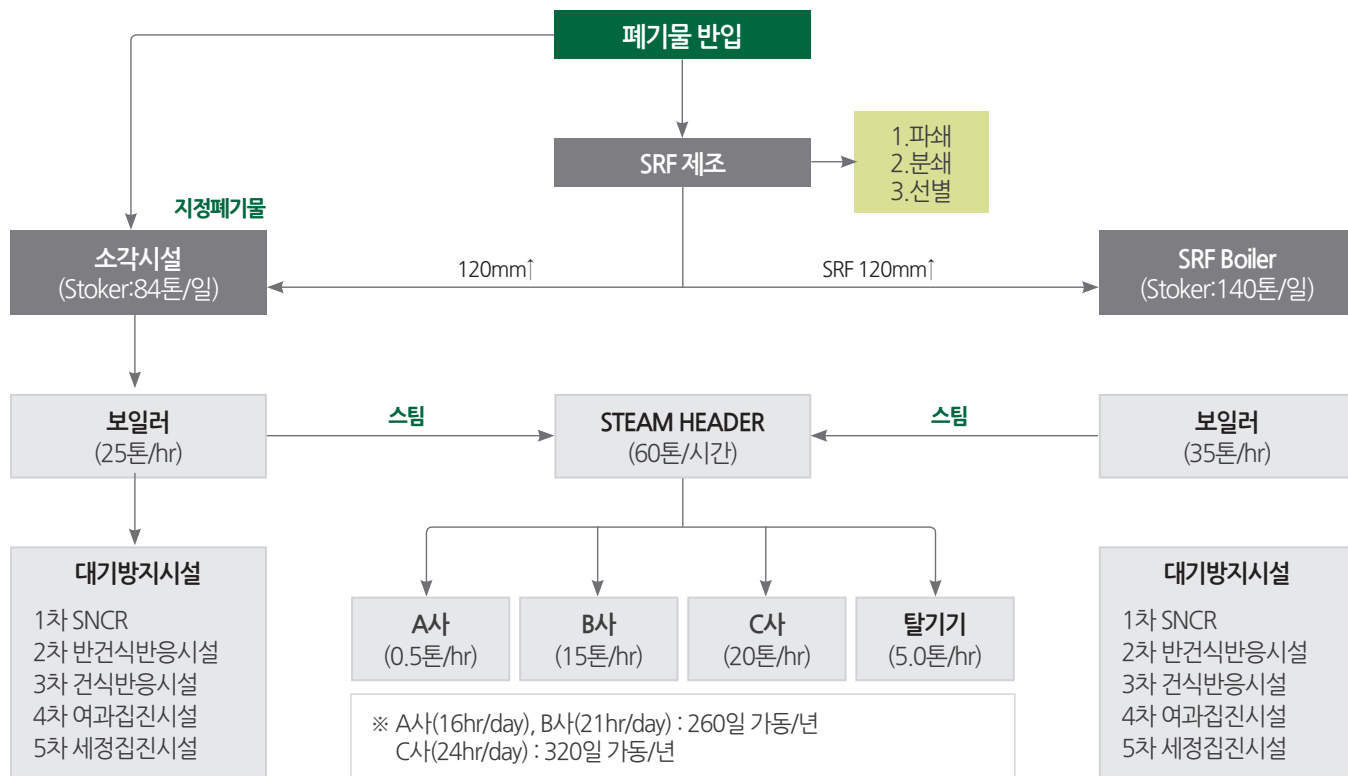 폐기물 반입
SRF 제조
1.파쇄
2.분쇄
3.선별
지정폐기물
소각시설
(Stoker:84톤/일)
120mm↑
SRF 120mm↑
SRF Boiler
(Stoker:140톤/일)
보일러
(25톤/hr)
스팀
STEAM HEADER
(60톤/시간)
스팀
보일러
(35톤/hr)
대기방지시설
1차 SNCR
2차 반건식반응시설
3차 건식반응시설
4차 여과집진시설
5차 세정집진시설
A사
(0.5톤/hr)
B사
(15톤/hr)
C사
(20톤/hr)
탈기기
(5.0톤/hr)
※ A사(16hr/day), B사(21hr/day) : 260일 가동/년
C사(24hr/day) : 320일 가동/년
대기방지시설
1차 SNCR
2차 반건식반응시설
3차 건식반응시설
4차 여과집진시설
5차 세정집진시설